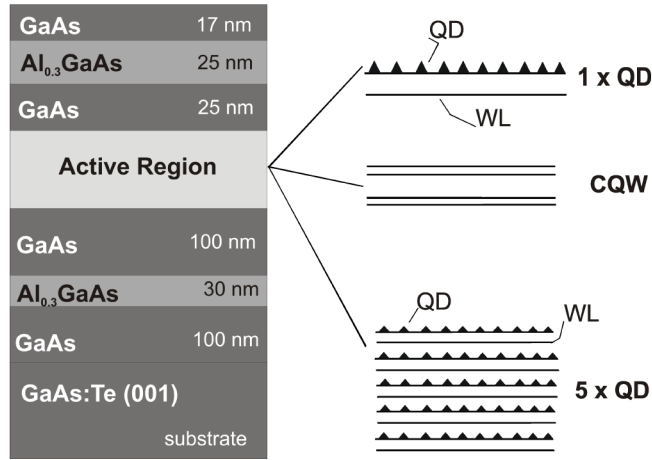 GaAs 17 nm
Al0.3GaAs 25 nm
GaAs 25 nm
Active Region
GaAs 100 nm
Al0.3GaAs 30 nm
GaAs 100 nm
GaAs:Te (001)
substrate
QD
1 x QD
WL
CQW
QD
WL
5 x QD